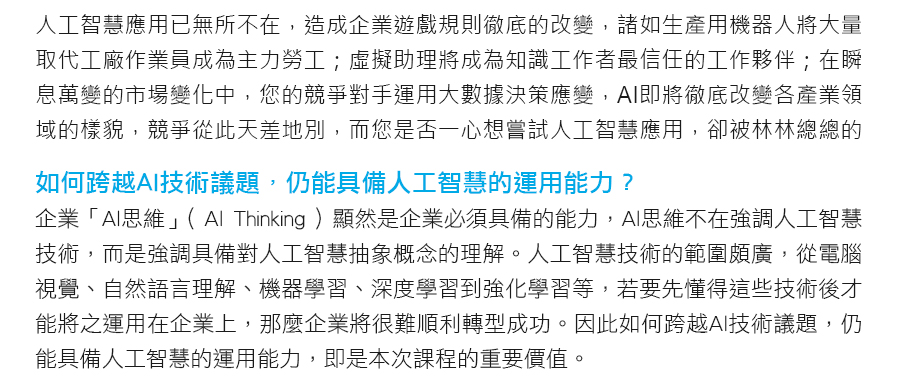 人工智慧應用已無所不在，造成企業遊戲規則徹底的改變，諸如生產用機器人將大量
取代工廠作業員成為主力勞工；虛擬助理將成為知識工作者最信任的工作夥伴；在瞬
息萬變的市場變化中，您的競爭對手運用大數據決策應變，AI即將徹底改變各產業領
域的樣貌，競爭從此天差地別，而您是否一心想嘗試人工智慧應用，卻被林林總總的
如何跨越AI技術議題，仍能具備人工智慧的運用能力？
企業「AI思維」( AI Thinking ) 顯然是企業必須具備的能力，AI思維不在強調人工智慧
技術，而是強調具備對人工智慧抽象概念的理解。人工智慧技術的範圍頗廣，從電腦
視覺、自然語言理解、機器學習、深度學習到強化學習等，若要先懂得這些技術後才
能將之運用在企業上，那麼企業將很難順利轉型成功。因此如何跨越AI技術議題，仍
能具備人工智慧的運用能力，即是本次課程的重要價值。